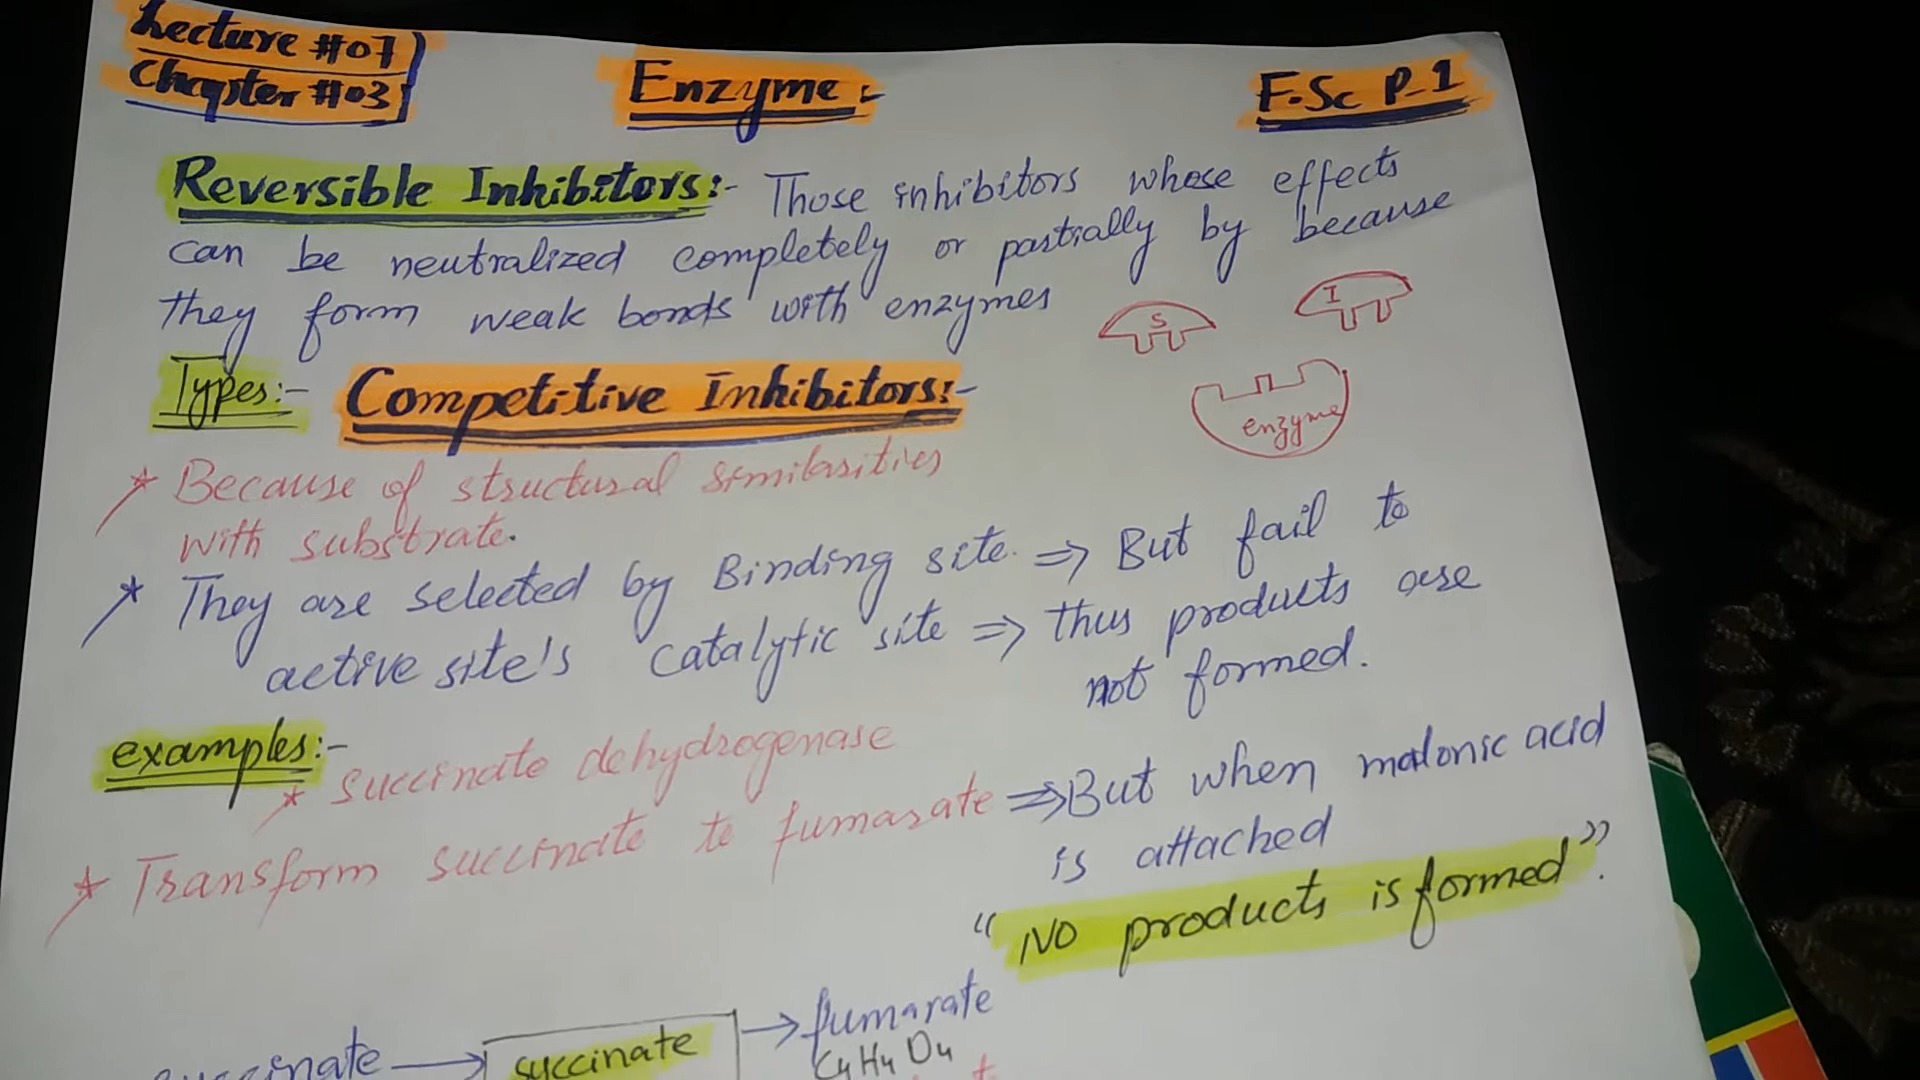 Lecture #07
Chapter #03
Enzyme:-
F.Sc P-1
Reversible Inhibitors:- Those inhibitors whose effects
can be neutralized completely or partially by because
they form weak bonds with enzymes
S
I
enzyme
Types:- Competitive Inhibitors:-
* Because of structural similarities
with substrate.
* They are selected by Binding site. ⇒ But fail to
active site's catalytic site ⇒ thus products are
not formed.
examples:-
* succinate dehydrogenase
* Transform succinate to fumarate ⇒ But when malonic acid
is attached
"NO products is formed".
succinate → succinate → fumarate
C4H4O4